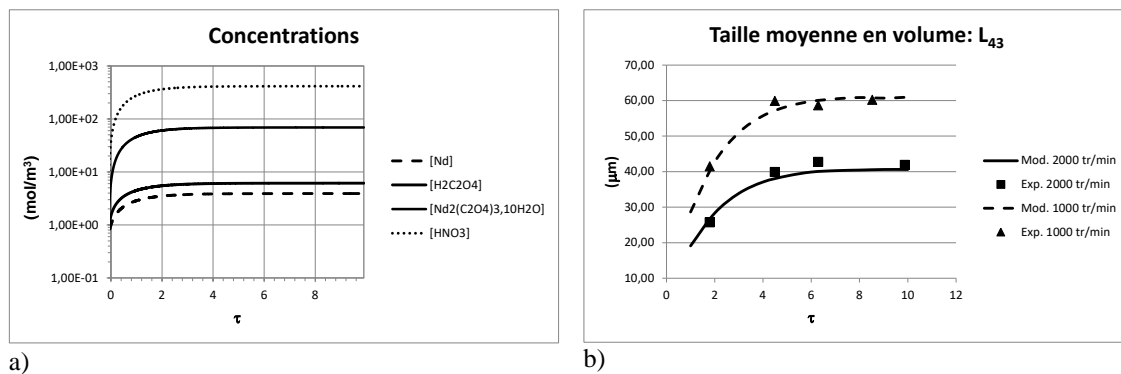 Concentrations
1,00E+03
1,00E+02
1,00E+01
1,00E+00
1,00E-01
(mol/m³)
0 2 4 6 8
τ
[Nd]
[H2C2O4]
[Nd2(C2O4)3,10H2O]
[HNO3]
a)
Taille moyenne en volume: L₄₃
70,00
60,00
50,00
40,00
30,00
20,00
10,00
(µm)
0 2 4 6 8 10 12
τ
Mod. 2000 tr/min
Exp. 2000 tr/min
Mod. 1000 tr/min
Exp. 1000 tr/min
b)